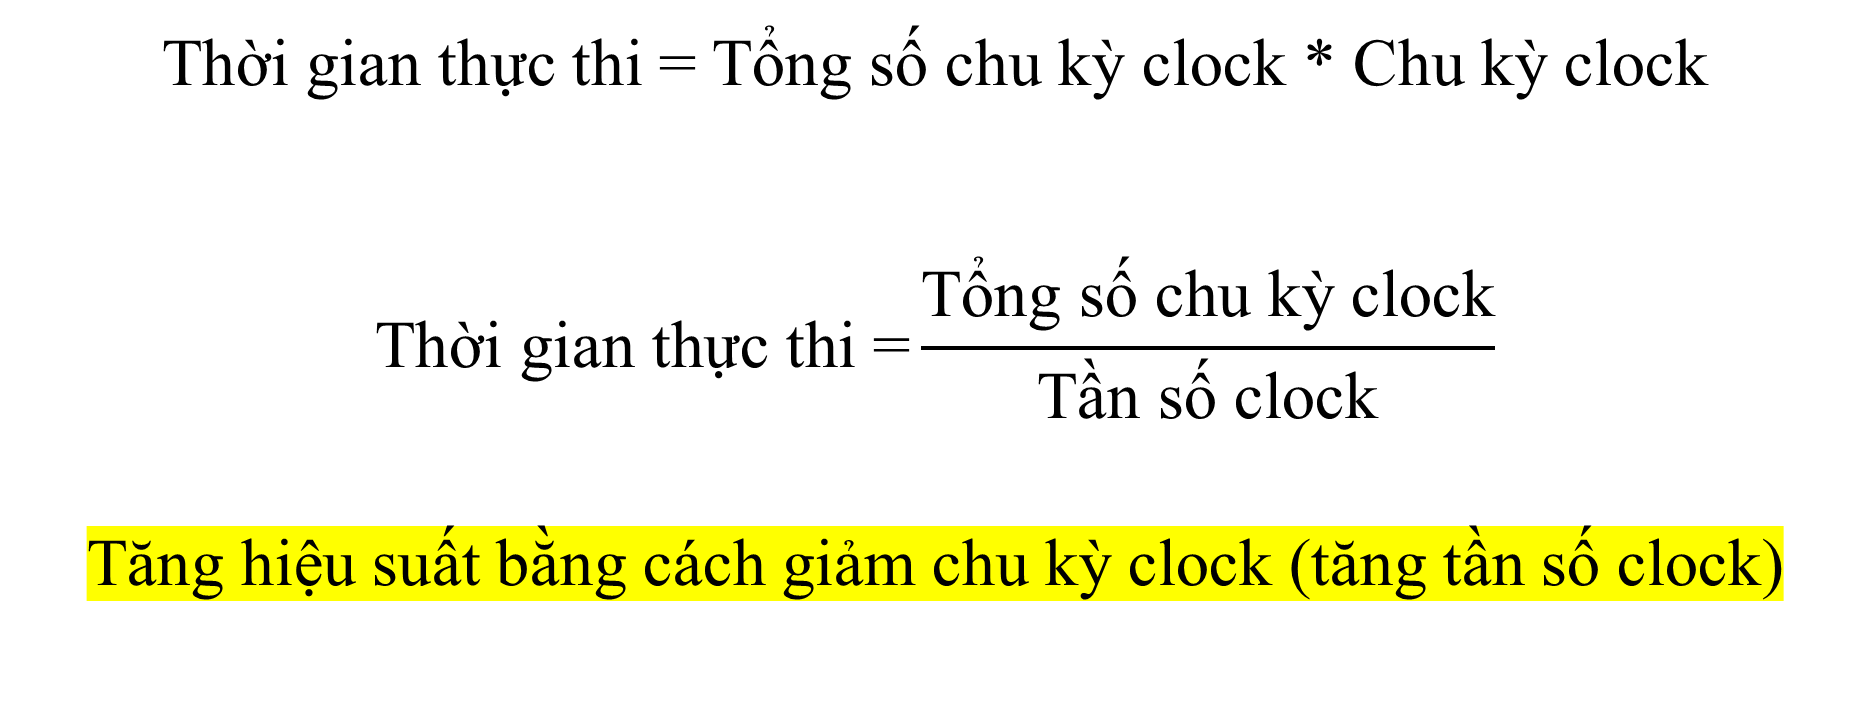 Thời gian thực thi = Tổng số chu kỳ clock * Chu kỳ clock
Thời gian thực thi = Tổng số chu kỳ clock
Tần số clock
Tăng hiệu suất bằng cách giảm chu kỳ clock (tăng tần số clock)